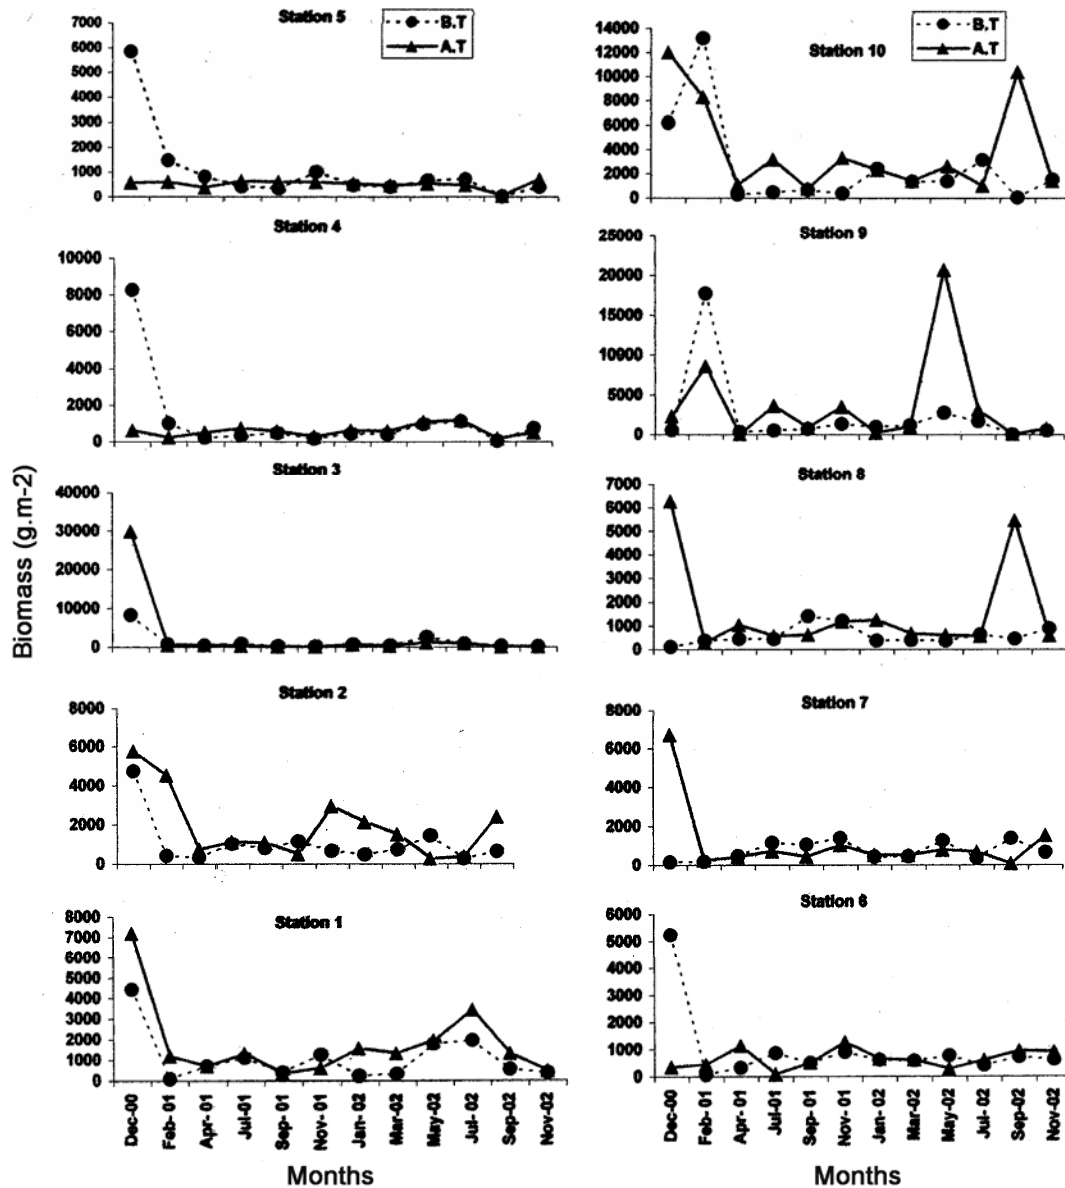 Station 5
B.T
A.T
7000
6000
5000
4000
3000
2000
1000
0
Station 4
10000
8000
6000
4000
2000
0
Station 3
40000
30000
20000
10000
0
Station 2
8000
6000
4000
2000
0
Station 1
8000
7000
6000
5000
4000
3000
2000
1000
0
Dec-00
Feb- 01
Apr- 01
Jul-01
Sep- 01
Nov- 01
Jan- 02
Mar-02
May-02
Jul- 02
Sep-02
Nov-02
Months
Biomass (g.m-2)
Station 10
B.T
A.T
14000
12000
10000
8000
6000
4000
2000
0
Station 9
25000
20000
15000
10000
5000
0
Station 8
7000
6000
5000
4000
3000
2000
1000
0
Station 7
8000
6000
4000
2000
0
Station 6
6000
5000
4000
3000
2000
1000
0
Dec-00
Feb- 01
Apr- 01
Jul-01
Sep- 01
Nov- 01
Jan- 02
Mar-02
May-02
Jul- 02
Sep-02
Nov-02
Months